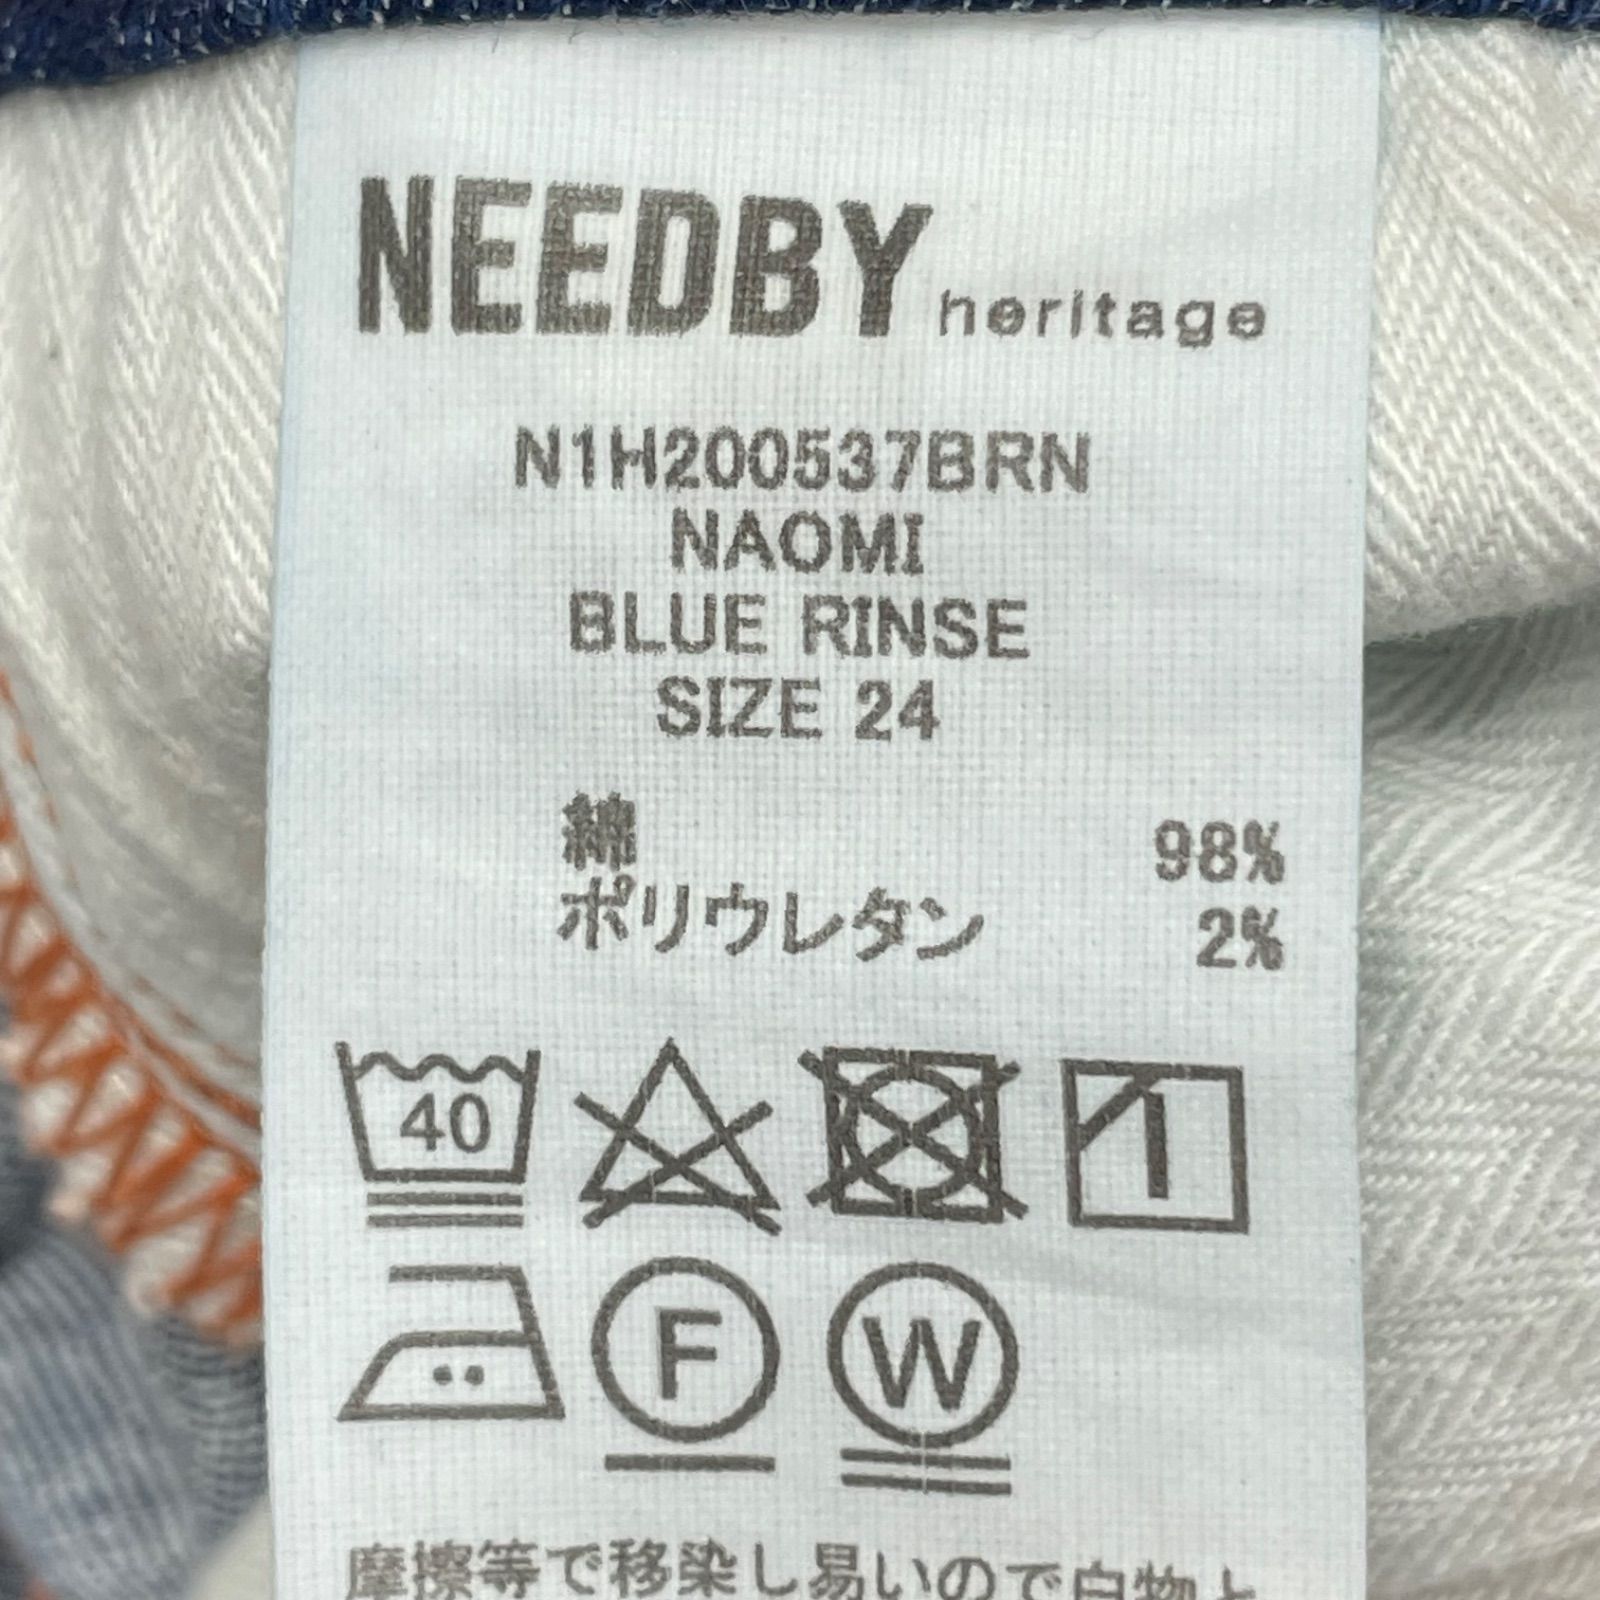 NEEDBY heritage
N1H200537BRN
NAOMI
BLUE RINSE
SIZE 24
綿 98%
ポリウレタン 2%
40
F W
摩擦等で移染し易いので白物と